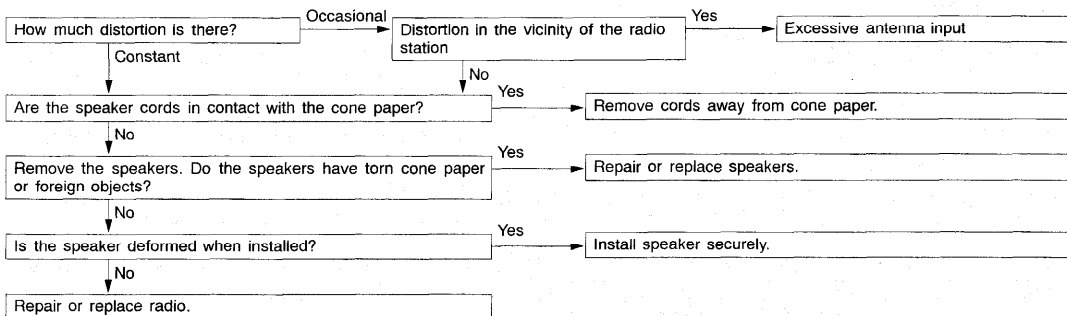 How much distortion is there?
Occasional
Distortion in the vicinity of the radio
station
Yes
Excessive antenna input
Constant
No
Are the speaker cords in contact with the cone paper?
Yes
Remove cords away from cone paper.
No
Remove the speakers. Do the speakers have torn cone paper
or foreign objects?
Yes
Repair or replace speakers.
No
Is the speaker deformed when installed?
Yes
Install speaker securely.
No
Repair or replace radio.